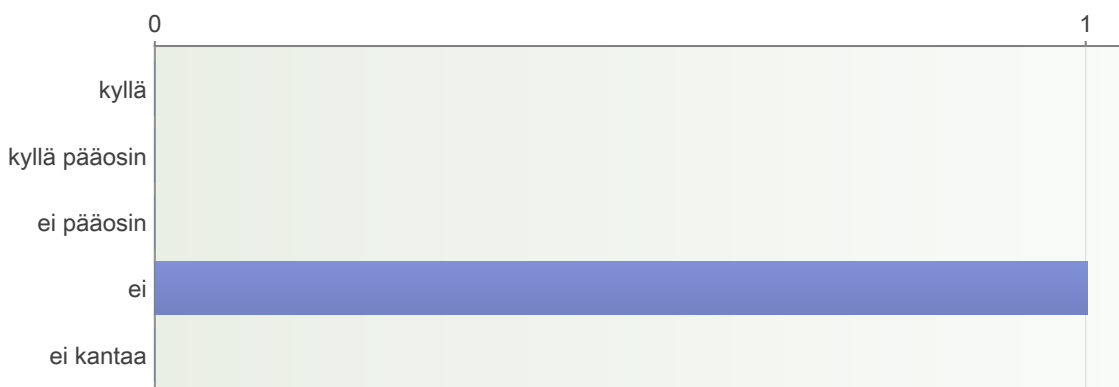 0 1
kyllä
kyllä pääosin
ei pääosin
ei
ei kantaa